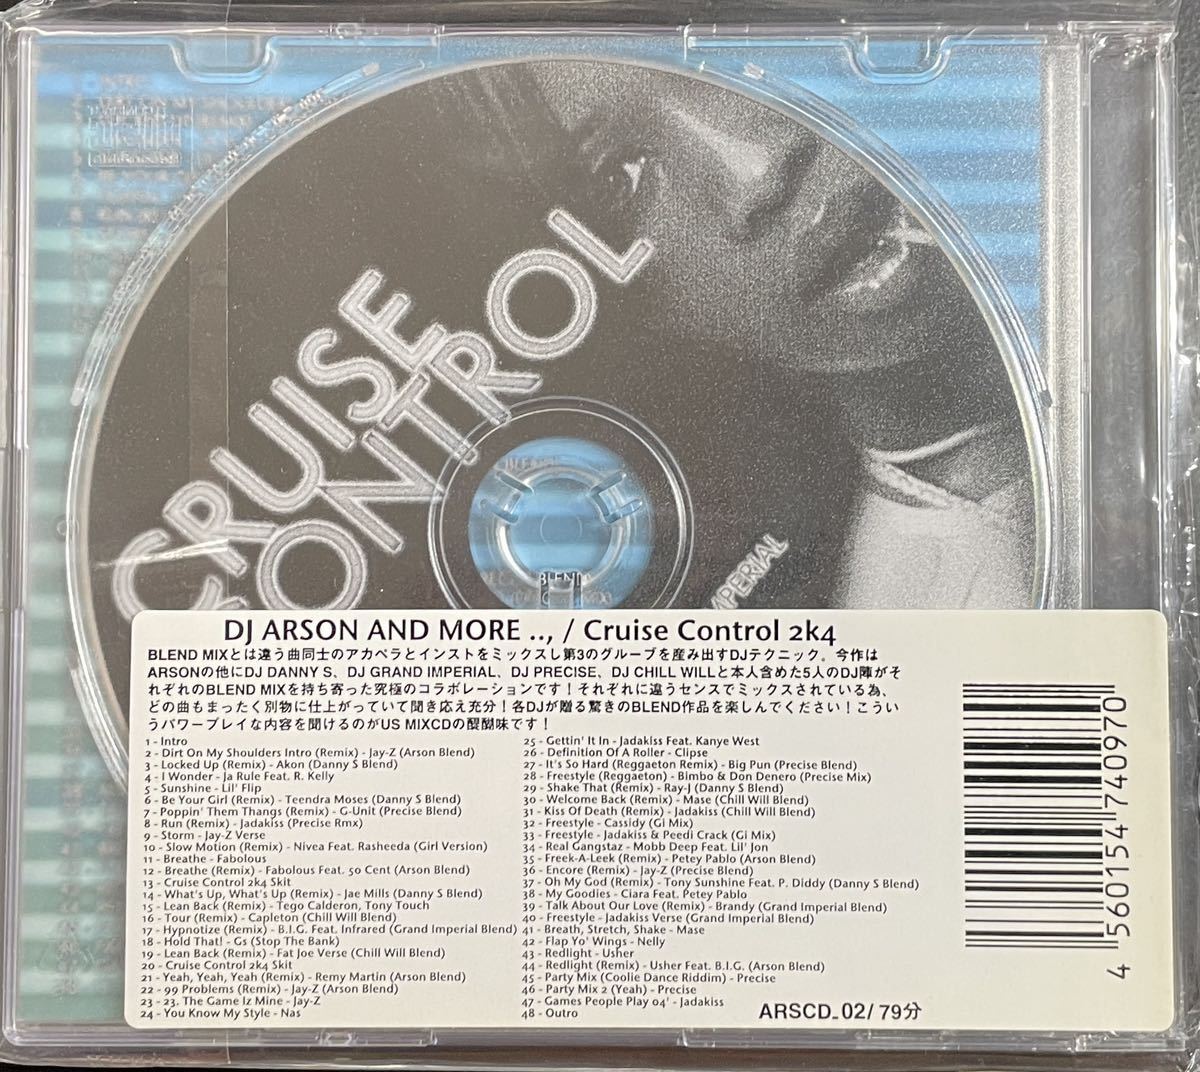 CRUISE
CONTROL
IMPERIAL
DJ ARSON AND MORE .., / Cruise Control 2k4
BLEND MIXとは違う曲同士のアカペラとインストをミックスし第3のグルーブを産み出すDJテクニック。今作は
ARSONの他にDJ DANNY S、DJ GRAND IMPERIAL、DJ PRECISE、DJ CHILL WILLと本人含めた5人のDJ陣がそ
れぞれのBLEND MIXを持ち寄った究極のコラボレーションです！それぞれに違うセンスでミックスされている為、
どの曲もまったく別物に仕上がっていて聞き応え充分！各DJが贈る驚きのBLEND作品を楽しんでください！こうい
うパワープレイな内容を聞けるのがUS MIXCDの醍醐味です！
1 - Intro
2 - Dirt On My Shoulders Intro (Remix) - Jay-Z (Arson Blend)
3 - Locked Up (Remix) - Akon (Danny S Blend)
4 - I Wonder - Ja Rule Feat. R. Kelly
5 - Sunshine - Lil' Flip
6 - Be Your Girl (Remix) - Teendra Moses (Danny S Blend)
7 - Poppin' Them Thangs (Remix) - G-Unit (Precise Blend)
8 - Run (Remix) - Jadakiss (Precise Rmx)
9 - Storm - Jay-Z Verse
10 - Slow Motion (Remix) - Nivea Feat. Rasheeda (Girl Version)
11 - Breathe - Fabolous
12 - Breathe (Remix) - Fabolous Feat. 50 Cent (Arson Blend)
13 - Cruise Control 2k4 Skit
14 - What's Up, What's Up (Remix) - Jae Mills (Danny S Blend)
15 - Lean Back (Remix) - Tego Calderon, Tony Touch
16 - Tour (Remix) - Capleton (Chill Will Blend)
17 - Hypnotize (Remix) - B.I.G. Feat. Infrared (Grand Imperial Blend)
18 - Hold That! - Gs (Stop The Bank)
19 - Lean Back (Remix) - Fat Joe Verse (Chill Will Blend)
20 - Cruise Control 2k4 Skit
21 - Yeah, Yeah, Yeah (Remix) - Remy Martin (Arson Blend)
22 - 99 Problems (Remix) - Jay-Z (Arson Blend)
23 - 23. The Game Iz Mine - Jay-Z
24 - You Know My Style - Nas
25 - Gettin' It In - Jadakiss Feat. Kanye West
26 - Definition Of A Roller - Clipse
27 - It's So Hard (Reggaeton Remix) - Big Pun (Precise Blend)
28 - Freestyle (Reggaeton) - Bimbo & Don Denero (Precise Mix)
29 - Shake That (Remix) - Ray-J (Danny S Blend)
30 - Welcome Back (Remix) - Mase (Chill Will Blend)
31 - Kiss Of Death (Remix) - Jadakiss (Chill Will Blend)
32 - Freestyle - Cassidy (Gi Mix)
33 - Freestyle - Jadakiss & Peedi Crack (Gi Mix)
34 - Real Gangstaz - Mobb Deep Feat. Lil' Jon
35 - Freek-A-Leek (Remix) - Petey Pablo (Arson Blend)
36 - Encore (Remix) - Jay-Z (Precise Blend)
37 - Oh My God (Remix) - Tony Sunshine Feat. P. Diddy (Danny S Blend)
38 - My Goodies - Ciara Feat. Petey Pablo
39 - Talk About Our Love (Remix) - Brandy (Grand Imperial Blend)
40 - Freestyle - Jadakiss Verse (Grand Imperial Blend)
41 - Breath, Stretch, Shake - Mase
42 - Flap Yo' Wings - Nelly
43 - Redlight - Usher
44 - Redlight (Remix) - Usher Feat. B.I.G. (Arson Blend)
45 - Party Mix (Coolie Dance Riddim) - Precise
46 - Party Mix 2 (Yeah) - Precise
47 - Games People Play 04' - Jadakiss
48 - Outro
4 560154 740970
ARSCD_02/79分